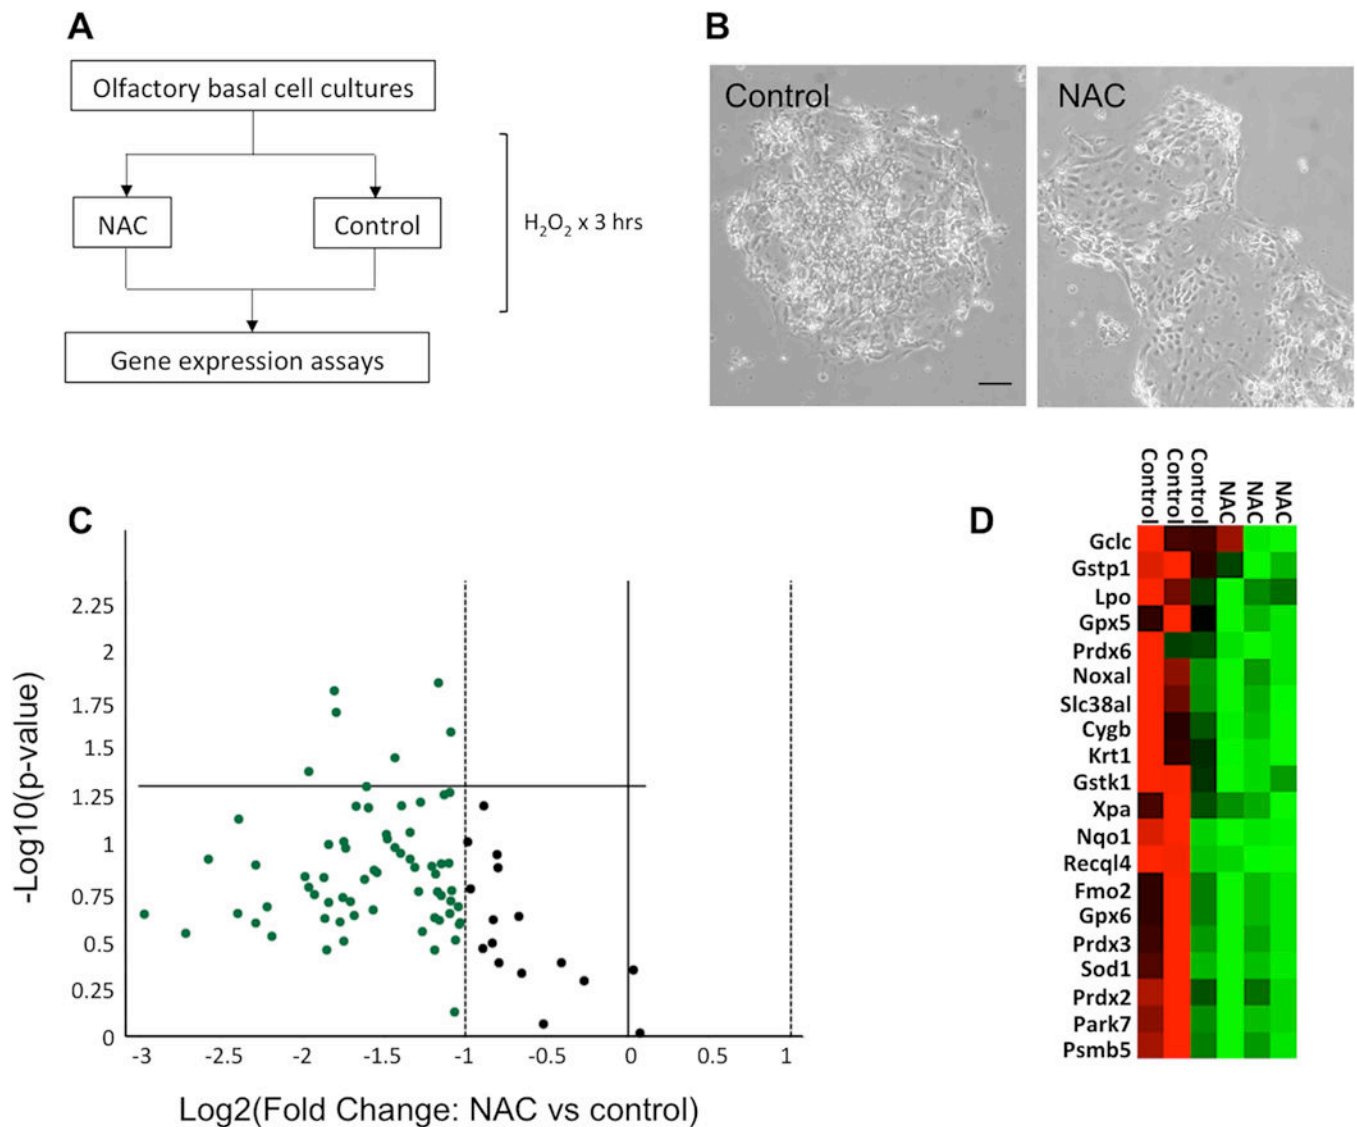 A
Olfactory basal cell cultures
NAC
Control
H₂O₂ x 3 hrs
Gene expression assays
B
Control
NAC
C
-Log10(p-value)
2.25
2
1.75
1.5
1.25
1
0.75
0.5
0.25
0
-3 -2.5 -2 -1.5 -1 -0.5 0 0.5 1
Log2(Fold Change: NAC vs control)
D
Control Control Control NAC NAC NAC
Gclc
Gstp1
Lpo
Gpx5
Prdx6
Noxal
Slc38al
Cygb
Krt1
Gstk1
Xpa
Nqo1
Recql4
Fmo2
Gpx6
Prdx3
Sod1
Prdx2
Park7
Psmb5